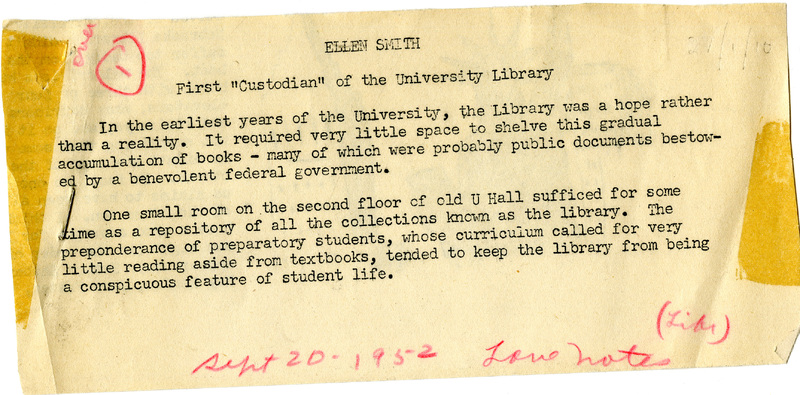 over
1
ELLEN SMITH
First "Custodian" of the University Library
In the earliest years of the University, the Library was a hope rather
than a reality. It required very little space to shelve this gradual
accumulation of books - many of which were probably public documents bestow-
ed by a benevolent federal government.
One small room on the second floor of old U Hall sufficed for some
time as a repository of all the collections known as the library. The
preponderance of preparatory students, whose curriculum called for very
little reading aside from textbooks, tended to keep the library from being
a conspicuous feature of student life.
(Libr)
Sept 20-1952 Lone Notes